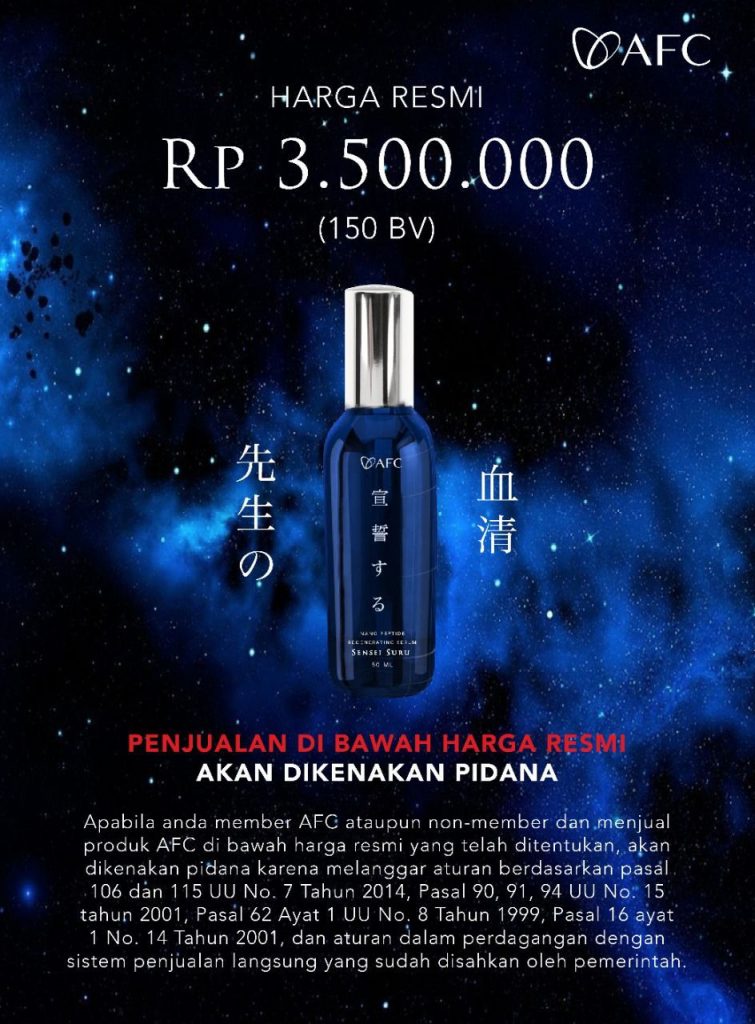 AFC
HARGA RESMI
RP 3.500.000
(150 BV)
先生の
血清
AFC
宣誓する
NANO PEPTIDE
REGENERATING SERUM
SENSEI SURU
50 ML
PENJUALAN DI BAWAH HARGA RESMI
AKAN DIKENAKAN PIDANA
Apabila anda member AFC ataupun non-member dan menjual
produk AFC di bawah harga resmi yang telah ditentukan, akan
dikenakan pidana karena melanggar aturan berdasarkan pasal
106 dan 115 UU No. 7 Tahun 2014, Pasal 90, 91, 94 UU No. 15
tahun 2001, Pasal 62 Ayat 1 UU No. 8 Tahun 1999, Pasal 16 ayat
1 No. 14 Tahun 2001, dan aturan dalam perdagangan dengan
sistem penjualan langsung yang sudah disahkan oleh pemerintah.